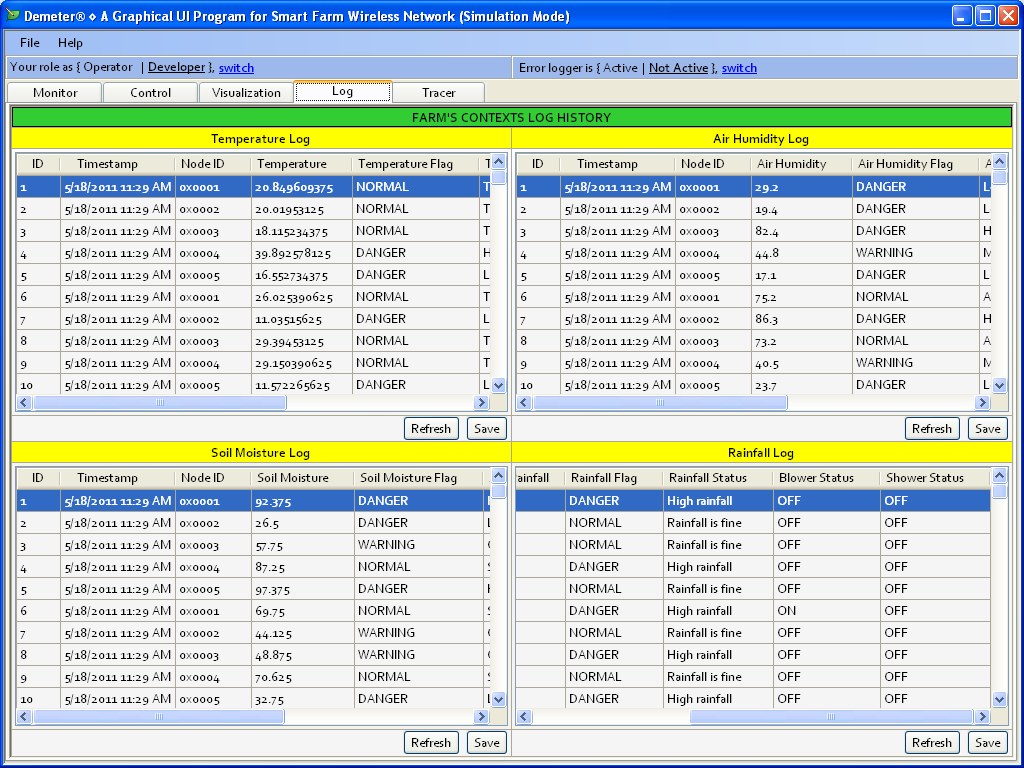 Demeter® ⋄ A Graphical UI Program for Smart Farm Wireless Network (Simulation Mode)
File Help
Your role as { Operator | Developer }, switch Error logger is { Active | Not Active }, switch
Monitor Control Visualization Log Tracer
FARM'S CONTEXTS LOG HISTORY
Temperature Log
ID Timestamp Node ID Temperature Temperature Flag T
1 5/18/2011 11:29 AM 0x0001 20.849609375 NORMAL T
2 5/18/2011 11:29 AM 0x0002 20.01953125 NORMAL T
3 5/18/2011 11:29 AM 0x0003 18.115234375 NORMAL T
4 5/18/2011 11:29 AM 0x0004 39.892578125 DANGER H
5 5/18/2011 11:29 AM 0x0005 16.552734375 DANGER L
6 5/18/2011 11:29 AM 0x0001 26.025390625 NORMAL T
7 5/18/2011 11:29 AM 0x0002 11.03515625 DANGER L
8 5/18/2011 11:29 AM 0x0003 29.39453125 NORMAL T
9 5/18/2011 11:29 AM 0x0004 29.150390625 NORMAL T
10 5/18/2011 11:29 AM 0x0005 11.572265625 DANGER L
Refresh Save
Air Humidity Log
ID Timestamp Node ID Air Humidity Air Humidity Flag A
1 5/18/2011 11:29 AM 0x0001 29.2 DANGER L
2 5/18/2011 11:29 AM 0x0002 19.4 DANGER L
3 5/18/2011 11:29 AM 0x0003 82.4 DANGER H
4 5/18/2011 11:29 AM 0x0004 44.8 WARNING M
5 5/18/2011 11:29 AM 0x0005 17.1 DANGER L
6 5/18/2011 11:29 AM 0x0001 75.2 NORMAL A
7 5/18/2011 11:29 AM 0x0002 86.3 DANGER H
8 5/18/2011 11:29 AM 0x0003 73.2 NORMAL A
9 5/18/2011 11:29 AM 0x0004 40.5 WARNING M
10 5/18/2011 11:29 AM 0x0005 23.7 DANGER L
Refresh Save
Soil Moisture Log
ID Timestamp Node ID Soil Moisture Soil Moisture Flag
1 5/18/2011 11:29 AM 0x0001 92.375 DANGER
2 5/18/2011 11:29 AM 0x0002 26.5 DANGER
3 5/18/2011 11:29 AM 0x0003 57.75 WARNING
4 5/18/2011 11:29 AM 0x0004 87.25 NORMAL
5 5/18/2011 11:29 AM 0x0005 97.375 DANGER
6 5/18/2011 11:29 AM 0x0001 69.75 NORMAL
7 5/18/2011 11:29 AM 0x0002 44.125 WARNING
8 5/18/2011 11:29 AM 0x0003 48.875 WARNING
9 5/18/2011 11:29 AM 0x0004 70.625 NORMAL
10 5/18/2011 11:29 AM 0x0005 32.75 DANGER
Refresh Save
Rainfall Log
ainfall Rainfall Flag Rainfall Status Blower Status Shower Status
DANGER High rainfall OFF OFF
NORMAL Rainfall is fine OFF OFF
NORMAL Rainfall is fine OFF OFF
DANGER High rainfall OFF OFF
NORMAL Rainfall is fine OFF OFF
DANGER High rainfall ON OFF
NORMAL Rainfall is fine OFF OFF
DANGER High rainfall OFF OFF
NORMAL Rainfall is fine OFF OFF
DANGER High rainfall OFF OFF
Refresh Save